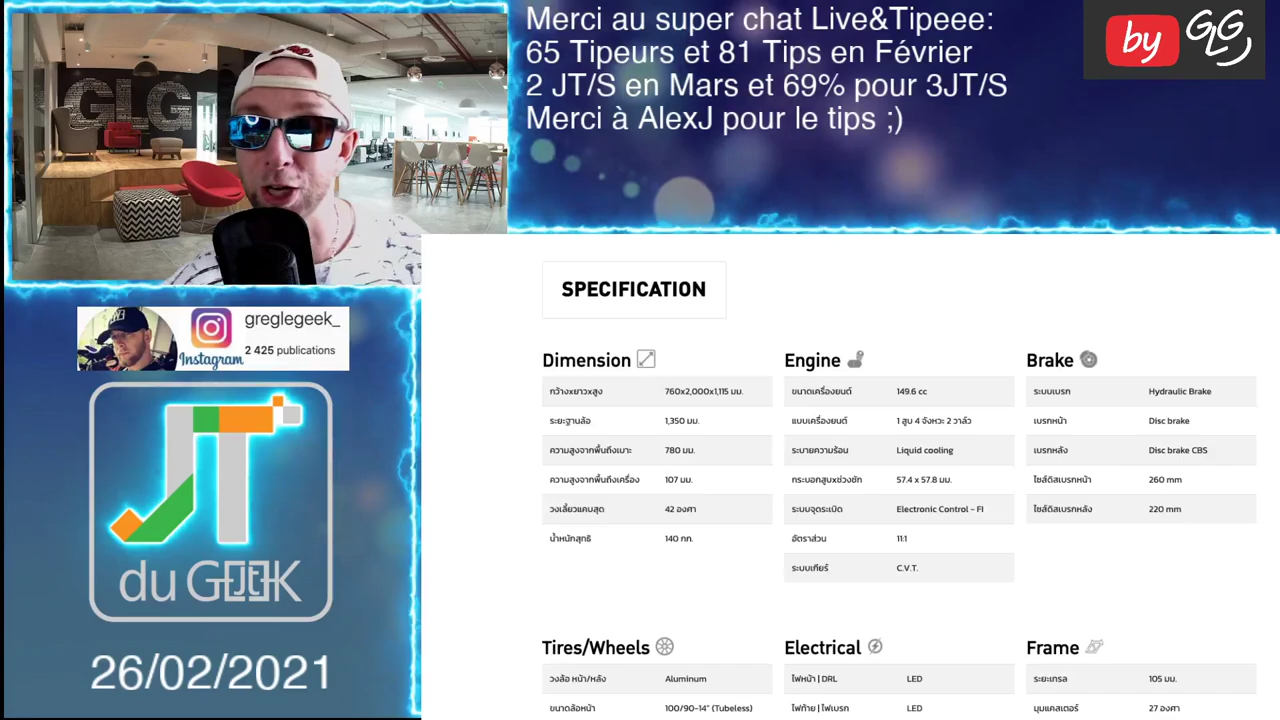 Merci au super chat Live&Tipeee:
65 Tipeurs et 81 Tips en Février
2 JT/S en Mars et 69% pour 3JT/S
Merci à AlexJ pour le tips ;)
by GLG
GLG
greglegeek_
Instagram
2 425 publications
JT
du GEEK
26/02/2021
SPECIFICATION
Dimension
กว้างxยาวxสูง 760x2,000x1,115 มม.
ระยะฐานล้อ 1,350 มม.
ความสูงจากพื้นถึงเบาะ 780 มม.
ความสูงจากพื้นถึงเครื่อง 107 มม.
วงเลี้ยวแคบสุด 42 องศา
น้ำหนักสุทธิ 140 กก.
Engine
ขนาดเครื่องยนต์ 149.6 cc
แบบเครื่องยนต์ 1 สูบ 4 จังหวะ 2 วาล์ว
ระบายความร้อน Liquid cooling
กระบอกสูบxช่วงชัก 57.4 x 57.8 มม.
ระบบจุดระเบิด Electronic Control - FI
อัตราส่วน 11:1
ระบบเกียร์ C.V.T.
Brake
ระบบเบรก Hydraulic Brake
เบรกหน้า Disc brake
เบรกหลัง Disc brake CBS
ไซส์ดิสเบรกหน้า 260 mm
ไซส์ดิสเบรกหลัง 220 mm
Tires/Wheels
วงล้อ หน้า/หลัง Aluminum
ขนาดล้อหน้า 100/90-14" (Tubeless)
Electrical
ไฟหน้า | DRL LED
ไฟท้าย | ไฟเบรก LED
Frame
ระยะเทรล 105 มม.
มุมแคสเตอร์ 27 องศา